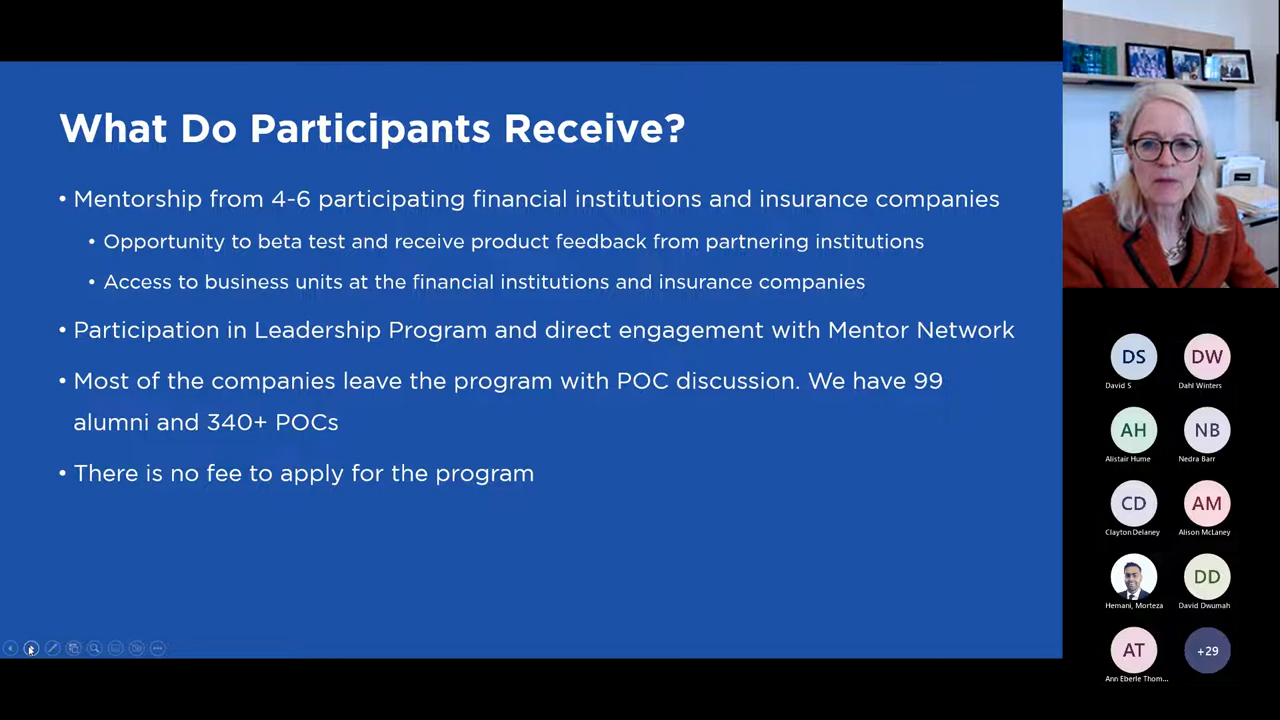 What Do Participants Receive?
• Mentorship from 4-6 participating financial institutions and insurance companies
• Opportunity to beta test and receive product feedback from partnering institutions
• Access to business units at the financial institutions and insurance companies
• Participation in Leadership Program and direct engagement with Mentor Network
• Most of the companies leave the program with POC discussion. We have 99
alumni and 340+ POCs
• There is no fee to apply for the program
DS
DW
David S
Dahl Winters
AH
NB
Alistair Hume
Nedra Barr
CD
AM
Clayton Delaney
Alison McLaney
DD
Hemani, Morteza
David Dwumah
AT
+29
Ann Eberle Thom...